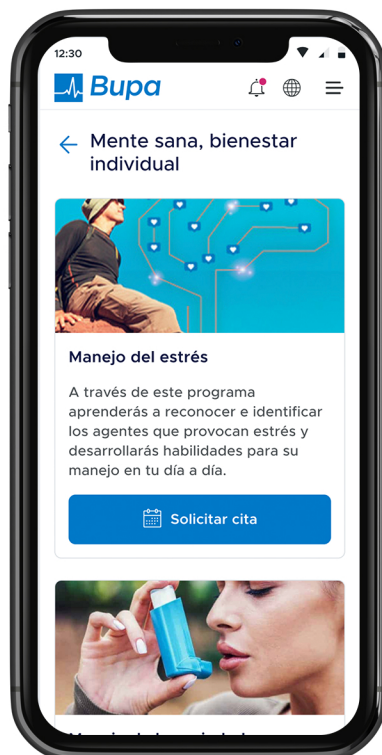 12:30
Bupa
Mente sana, bienestar
individual
Manejo del estrés
A través de este programa
aprenderás a reconocer e identificar
los agentes que provocan estrés y
desarrollarás habilidades para su
manejo en tu día a día.
Solicitar cita